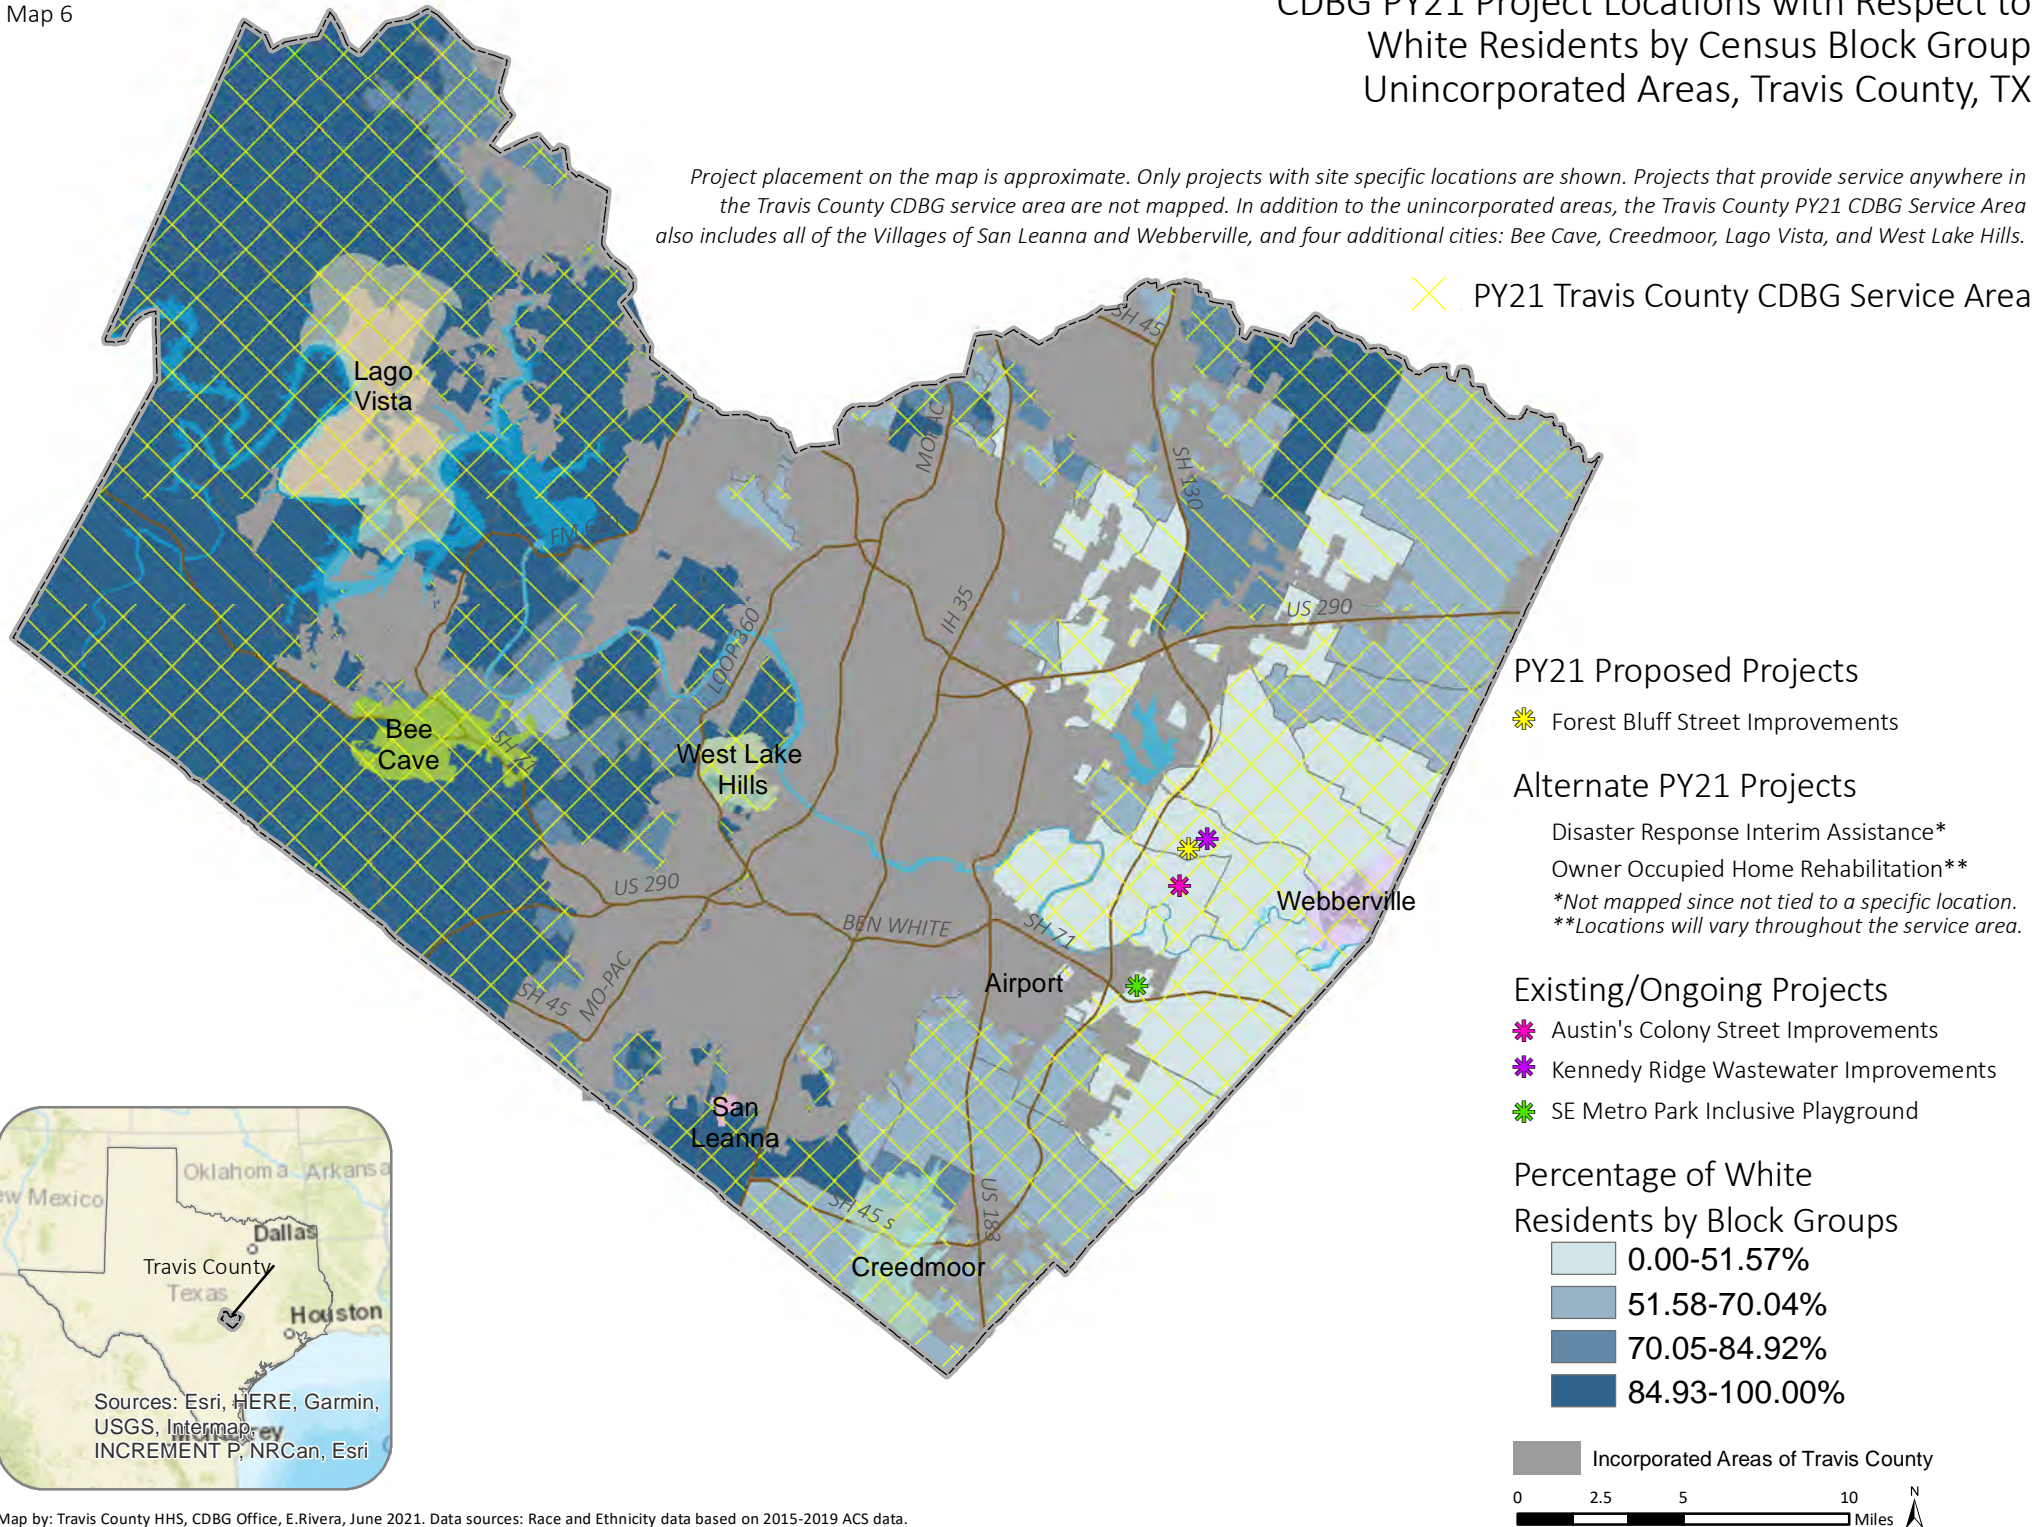 Map 6
CDBG PY21 Project Locations with Respect to
White Residents by Census Block Group
Unincorporated Areas, Travis County, TX
Project placement on the map is approximate. Only projects with site specific locations are shown. Projects that provide service anywhere in
the Travis County CDBG service area are not mapped. In addition to the unincorporated areas, the Travis County PY21 CDBG Service Area
also includes all of the Villages of San Leanna and Webberville, and four additional cities: Bee Cave, Creedmoor, Lago Vista, and West Lake Hills.
PY21 Travis County CDBG Service Area
SH 45
Lago
Vista
MOPAC
SH 130
FM 620
IH 35
US 290
LOOP 360
Bee
Cave
SH 71
West Lake
Hills
US 290
BEN WHITE
SH 71
Webberville
Airport
SH 45
MO-PAC
San
Leanna
SH 45 s
US 183
Creedmoor
PY21 Proposed Projects
Forest Bluff Street Improvements
Alternate PY21 Projects
Disaster Response Interim Assistance*
Owner Occupied Home Rehabilitation**
*Not mapped since not tied to a specific location.
**Locations will vary throughout the service area.
Existing/Ongoing Projects
Austin's Colony Street Improvements
Kennedy Ridge Wastewater Improvements
SE Metro Park Inclusive Playground
Percentage of White
Residents by Block Groups
0.00-51.57%
51.58-70.04%
70.05-84.92%
84.93-100.00%
Incorporated Areas of Travis County
0 2.5 5 10
Miles
N
Oklahoma Arkansa
ew Mexico
Dallas
Travis County
Texas
Houston
Sources: Esri, HERE, Garmin,
USGS, Intermap,
INCREMENT P, NRCan, Esri
Monterrey
Map by: Travis County HHS, CDBG Office, E.Rivera, June 2021. Data sources: Race and Ethnicity data based on 2015-2019 ACS data.